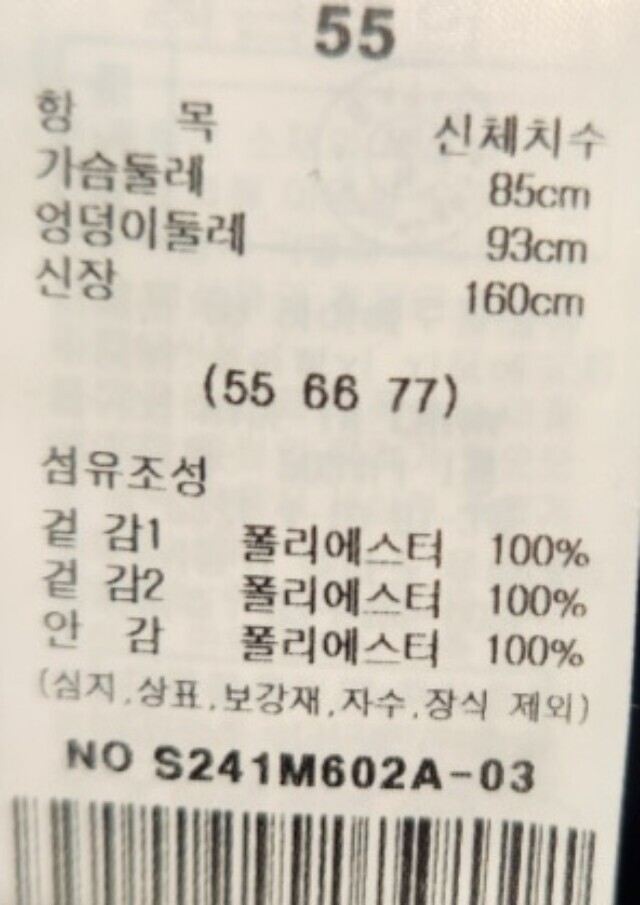 55
항 목 신체치수
가슴둘레 85cm
엉덩이둘레 93cm
신장 160cm
(55 66 77)
섬유조성
겉 감1 폴리에스터 100%
겉 감2 폴리에스터 100%
안 감 폴리에스터 100%
(심지,상표,보강재,자수,장식 제외)
NO S241M602A-03